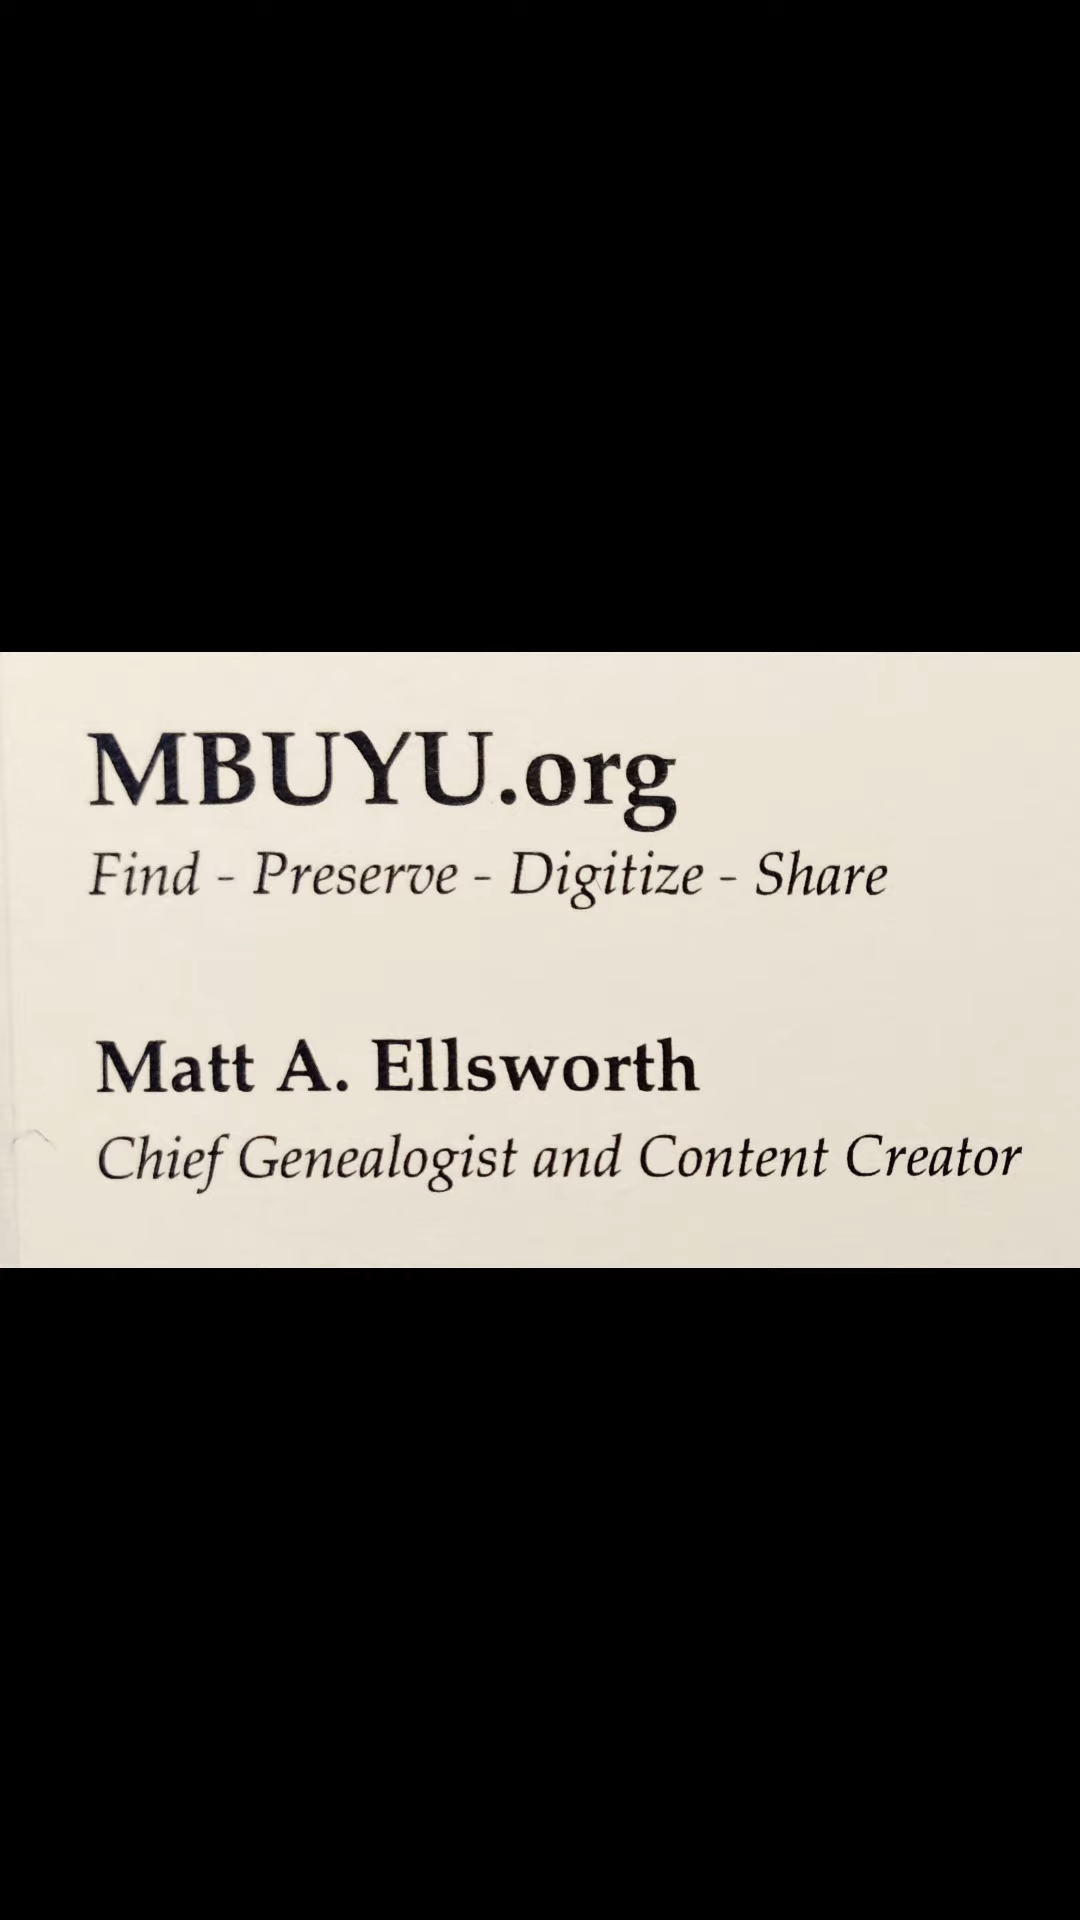 MBUYU.org
Find - Preserve - Digitize - Share
Matt A. Ellsworth
Chief Genealogist and Content Creator